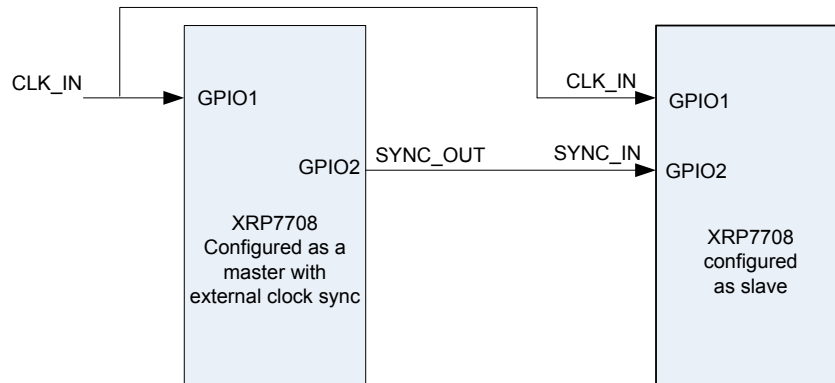 CLK_IN
GPIO1
GPIO2
XRP7708
Configured as a
master with
external clock sync
SYNC_OUT
SYNC_IN
CLK_IN
GPIO1
GPIO2
XRP7708
configured
as slave